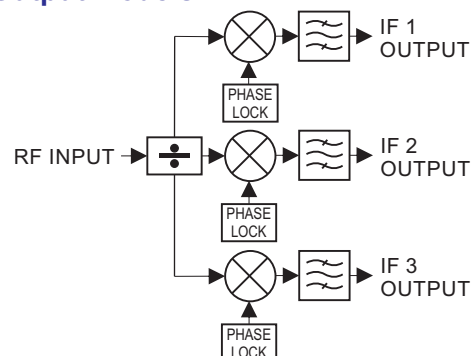 IF 1
OUTPUT
PHASE
LOCK
RF INPUT
÷
IF 2
OUTPUT
PHASE
LOCK
IF 3
OUTPUT
PHASE
LOCK